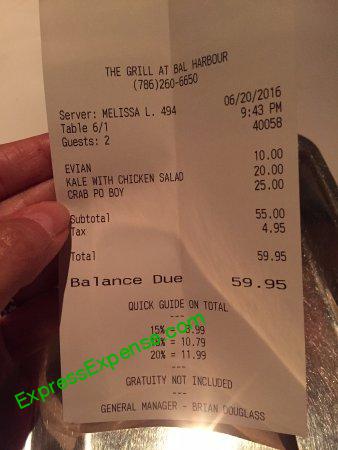 THE GRILL AT BAL HARBOUR
(786)260-6650
Server: MELISSA L. 494 06/20/2016
Table 6/1 9:43 PM
Guests: 2 40058
EVIAN 10.00
KALE WITH CHICKEN SALAD 20.00
CRAB PO BOY 25.00
Subtotal 55.00
Tax 4.95
Total 59.95
Balance Due 59.95
QUICK GUIDE ON TOTAL
---
15% = 8.99
18% = 10.79
20% = 11.99
---
GRATUITY NOT INCLUDED
---
GENERAL MANAGER - BRIAN DOUGLASS
ExpressExpense.com